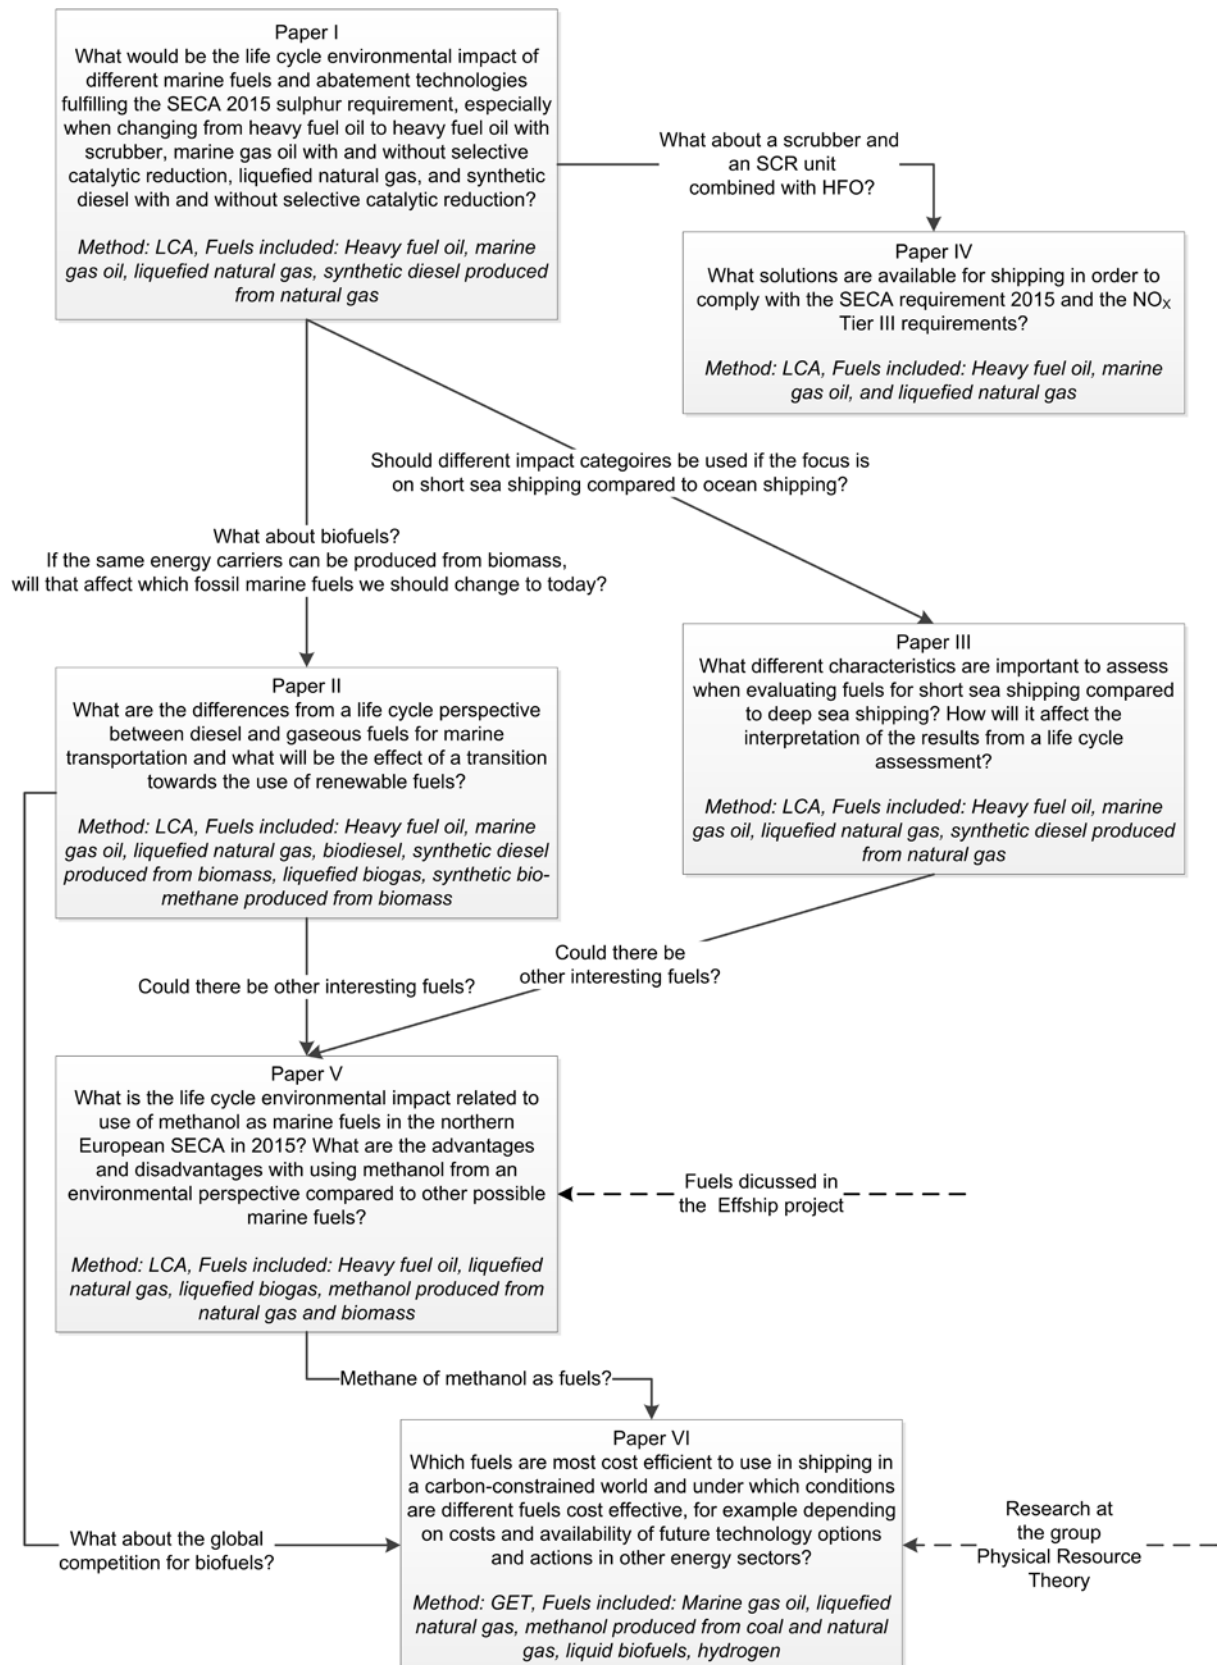 Paper I
What would be the life cycle environmental impact of
different marine fuels and abatement technologies
fulfilling the SECA 2015 sulphur requirement, especially
when changing from heavy fuel oil to heavy fuel oil with
scrubber, marine gas oil with and without selective
catalytic reduction, liquefied natural gas, and synthetic
diesel with and without selective catalytic reduction?
Method: LCA, Fuels included: Heavy fuel oil, marine
gas oil, liquefied natural gas, synthetic diesel produced
from natural gas
What about a scrubber and
an SCR unit
combined with HFO?
Paper IV
What solutions are available for shipping in order to
comply with the SECA requirement 2015 and the NOX
Tier III requirements?
Method: LCA, Fuels included: Heavy fuel oil, marine
gas oil, and liquefied natural gas
Should different impact categoires be used if the focus is
on short sea shipping compared to ocean shipping?
What about biofuels?
If the same energy carriers can be produced from biomass,
will that affect which fossil marine fuels we should change to today?
Paper III
What different characteristics are important to assess
when evaluating fuels for short sea shipping compared
to deep sea shipping? How will it affect the
interpretation of the results from a life cycle
assessment?
Method: LCA, Fuels included: Heavy fuel oil, marine
gas oil, liquefied natural gas, synthetic diesel produced
from natural gas
Paper II
What are the differences from a life cycle perspective
between diesel and gaseous fuels for marine
transportation and what will be the effect of a transition
towards the use of renewable fuels?
Method: LCA, Fuels included: Heavy fuel oil, marine
gas oil, liquefied natural gas, biodiesel, synthetic diesel
produced from biomass, liquefied biogas, synthetic bio-
methane produced from biomass
Could there be
other interesting fuels?
Could there be other interesting fuels?
Paper V
What is the life cycle environmental impact related to
use of methanol as marine fuels in the northern
European SECA in 2015? What are the advantages
and disadvantages with using methanol from an
environmental perspective compared to other possible
marine fuels?
Method: LCA, Fuels included: Heavy fuel oil, liquefied
natural gas, liquefied biogas, methanol produced from
natural gas and biomass
Fuels dicussed in
the Effship project
Methane of methanol as fuels?
Paper VI
Which fuels are most cost efficient to use in shipping in
a carbon-constrained world and under which conditions
are different fuels cost effective, for example depending
on costs and availability of future technology options
and actions in other energy sectors?
Method: GET, Fuels included: Marine gas oil, liquefied
natural gas, methanol produced from coal and natural
gas, liquid biofuels, hydrogen
What about the global
competition for biofuels?
Research at
the group
Physical Resource
Theory